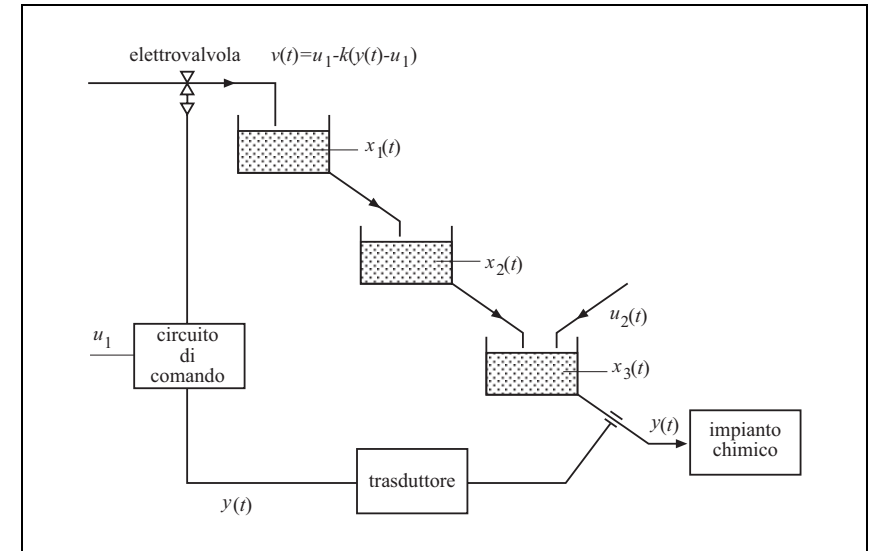 elettrovalvola
v(t)=u₁-k(y(t)-u₁)
x₁(t)
x₂(t)
u₂(t)
u₁
circuito
di
comando
x₃(t)
y(t)
impianto
chimico
trasduttore
y(t)